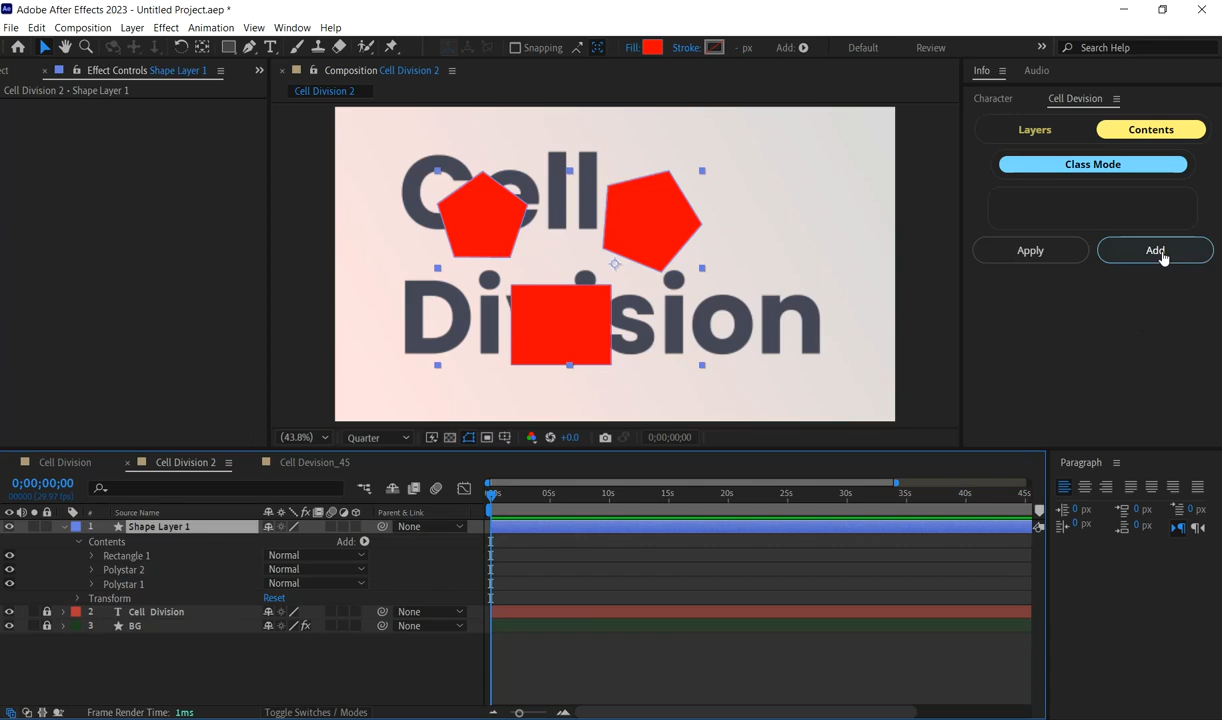 Ae Adobe After Effects 2023 - Untitled Project.aep *
File Edit Composition Layer Effect Animation View Window Help
Snapping Fill: Stroke: - px Add: Default Review Search Help
ect Effect Controls Shape Layer 1 Composition Cell Division 2 Info Audio
Cell Division 2 • Shape Layer 1
Cell Division 2
Character Cell Devision
Layers Contents
Class Mode
Apply Add
Cell
Division
(43.8%) Quarter +0.0 0;00;00;00
Cell Division Cell Division 2 Cell Devision_4S
Paragraph
0;00;00;00
00000 (29.97 fps)
05s 10s 15s 20s 25s 30s 35s 40s 45s
# Source Name Parent & Link
0 px 0 px 0 px
0 px 0 px
1 Shape Layer 1 None
Contents Add:
Rectangle 1 Normal
Polystar 2 Normal
Polystar 1 Normal
Transform Reset
2 T Cell Division None
3 BG fx None
Frame Render Time: 1ms Toggle Switches / Modes